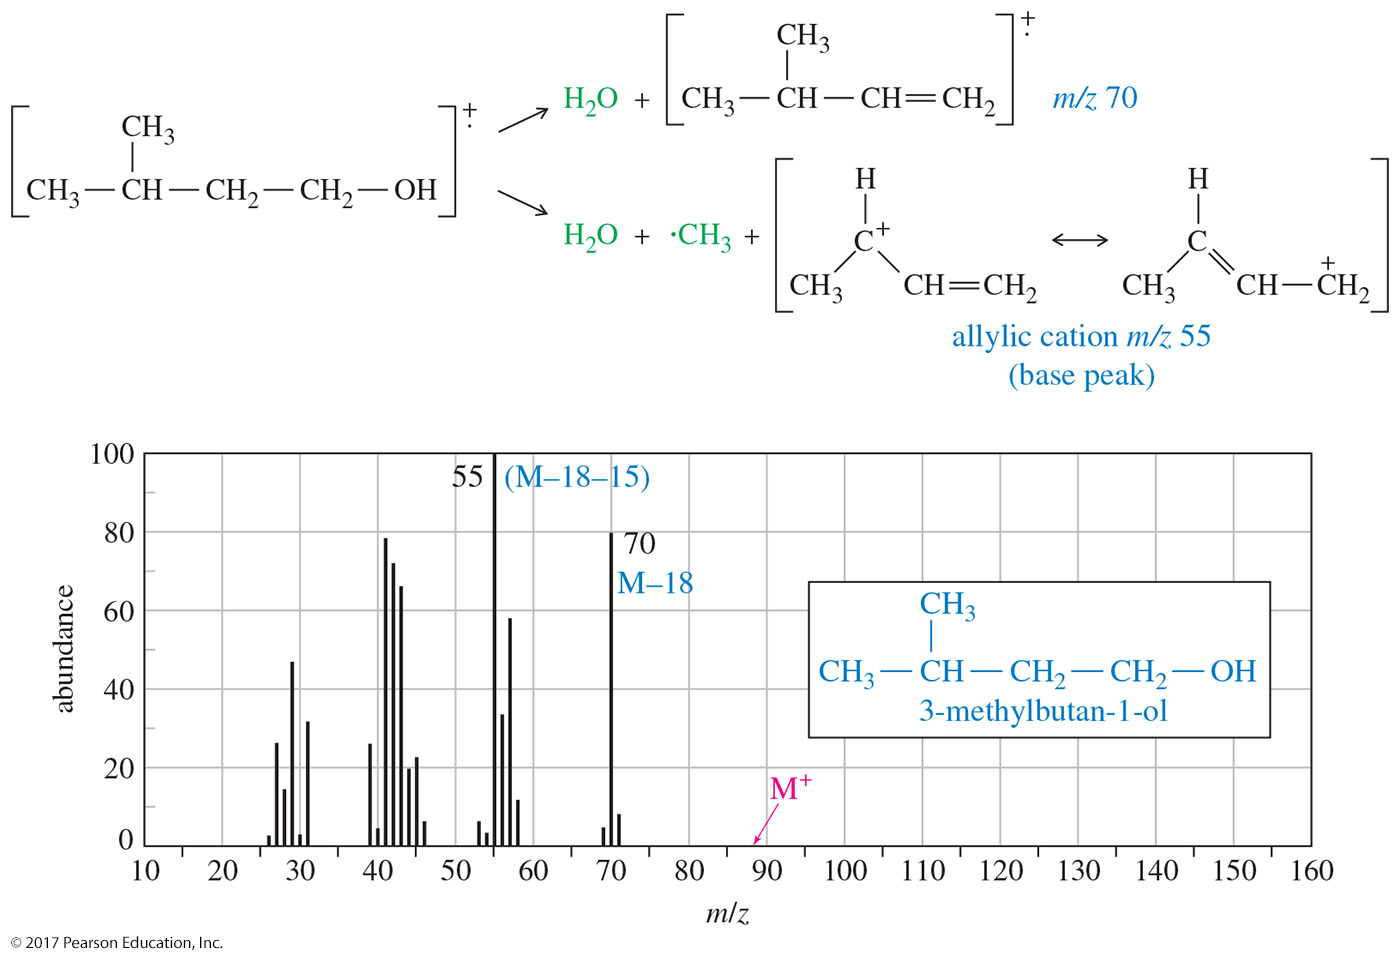 CH₃
CH₃—CH—CH₂—CH₂—OH
+
·
H₂O + CH₃
CH₃—CH—CH=CH₂
+
·
m/z 70
H₂O + ·CH₃ +
H
C⁺
CH₃ CH=CH₂
H
C
CH₃ CH—CH₂
+
allylic cation m/z 55
(base peak)
100
80
60
40
20
0
abundance
55 (M–18–15)
70
M–18
M⁺
CH₃
CH₃—CH—CH₂—CH₂—OH
3-methylbutan-1-ol
10 20 30 40 50 60 70 80 90 100 110 120 130 140 150 160
m/z
© 2017 Pearson Education, Inc.